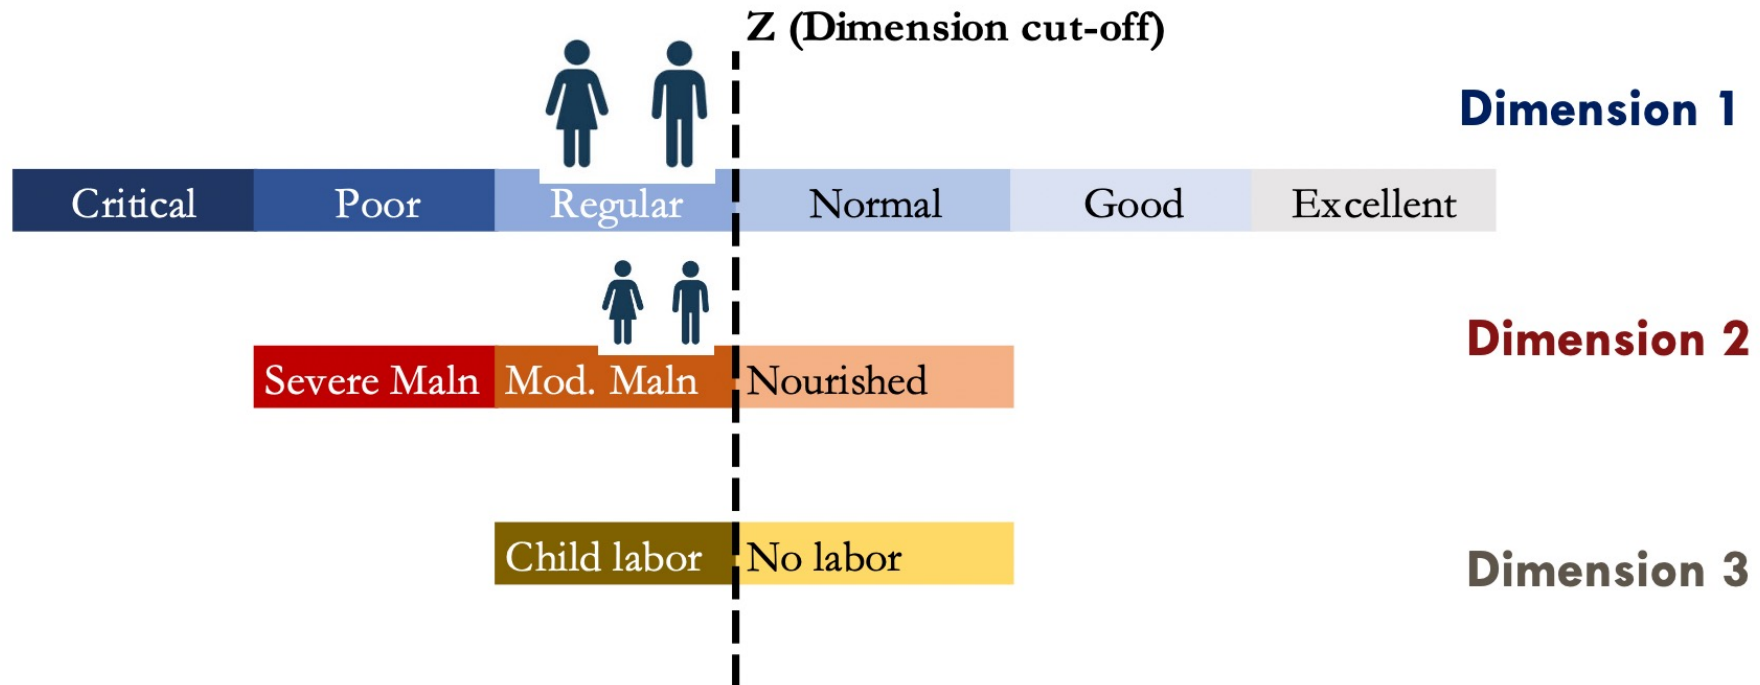 Z (Dimension cut-off)
Dimension 1
Critical Poor Regular Normal Good Excellent
Dimension 2
Severe Maln Mod. Maln Nourished
Child labor No labor
Dimension 3